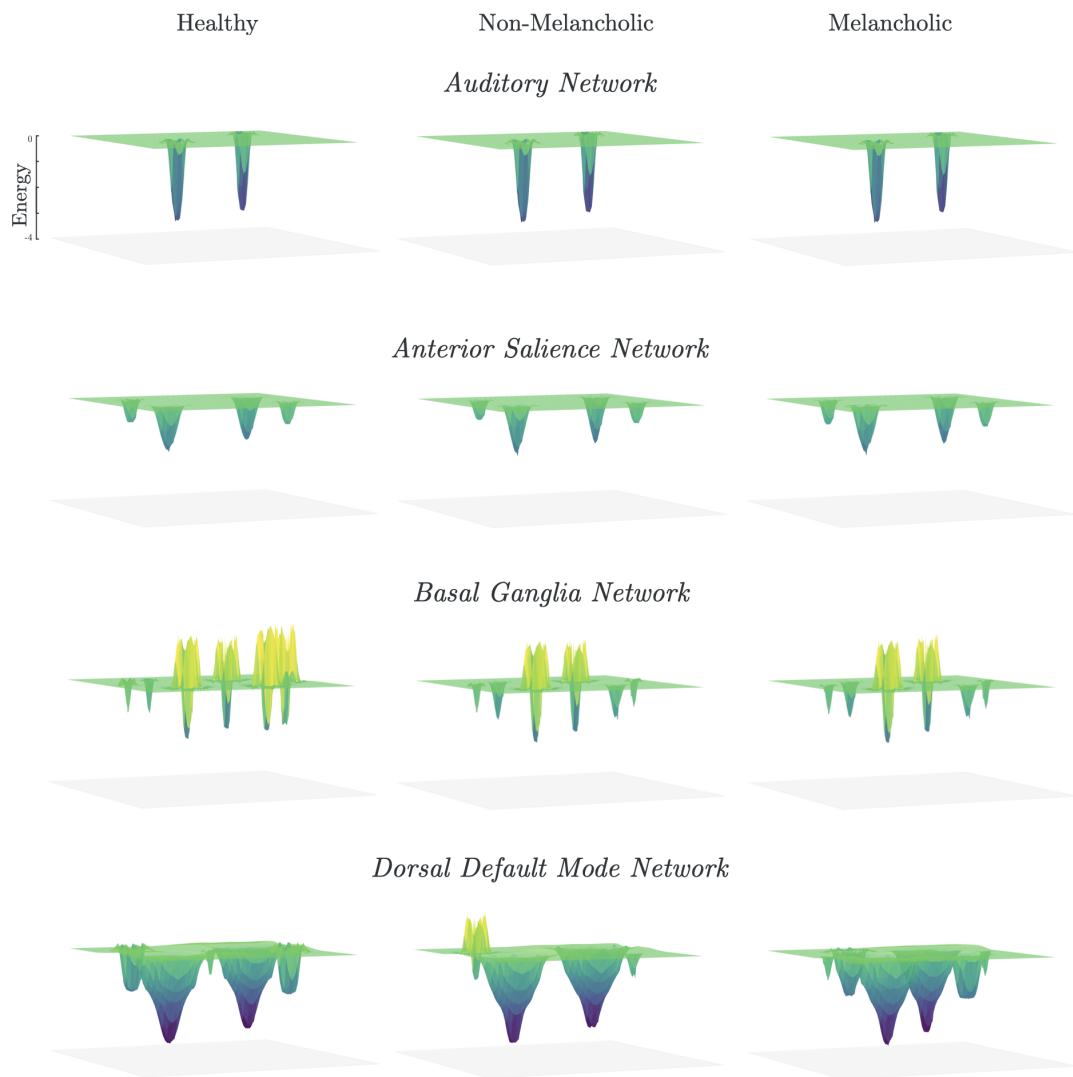 Healthy
Non-Melancholic
Melancholic
Auditory Network
0
Energy
-4
Anterior Salience Network
Basal Ganglia Network
Dorsal Default Mode Network